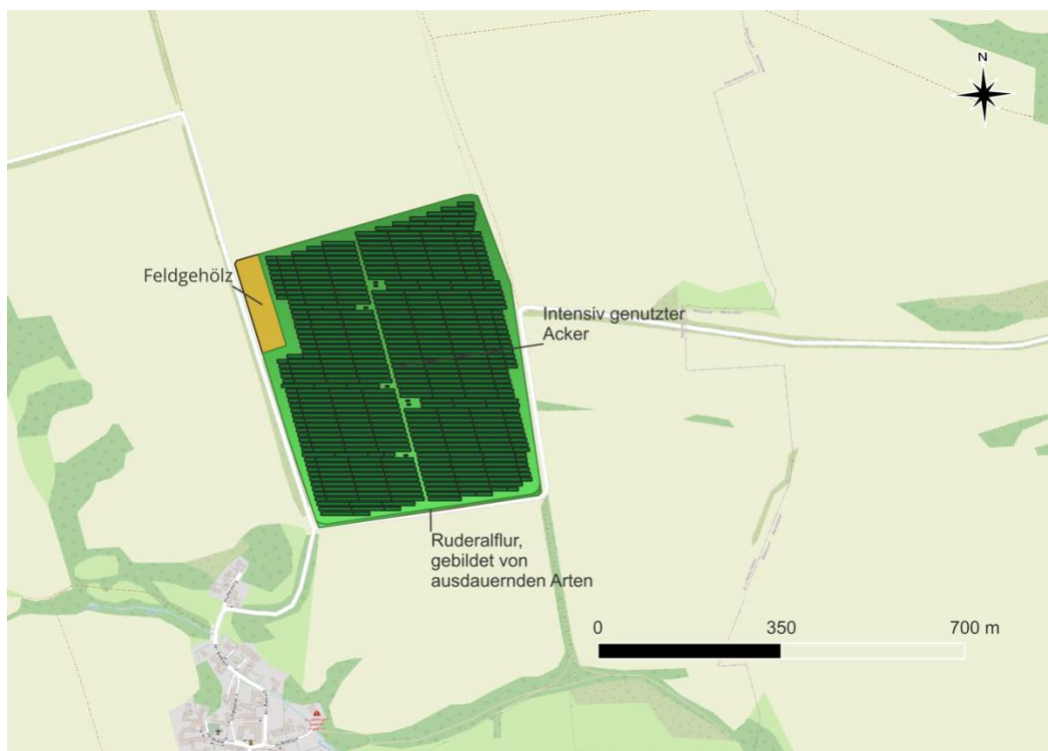 N
Feldgehölz
Intensiv genutzter
Acker
Ruderalflur,
gebildet von
ausdauernden Arten
0 350 700 m